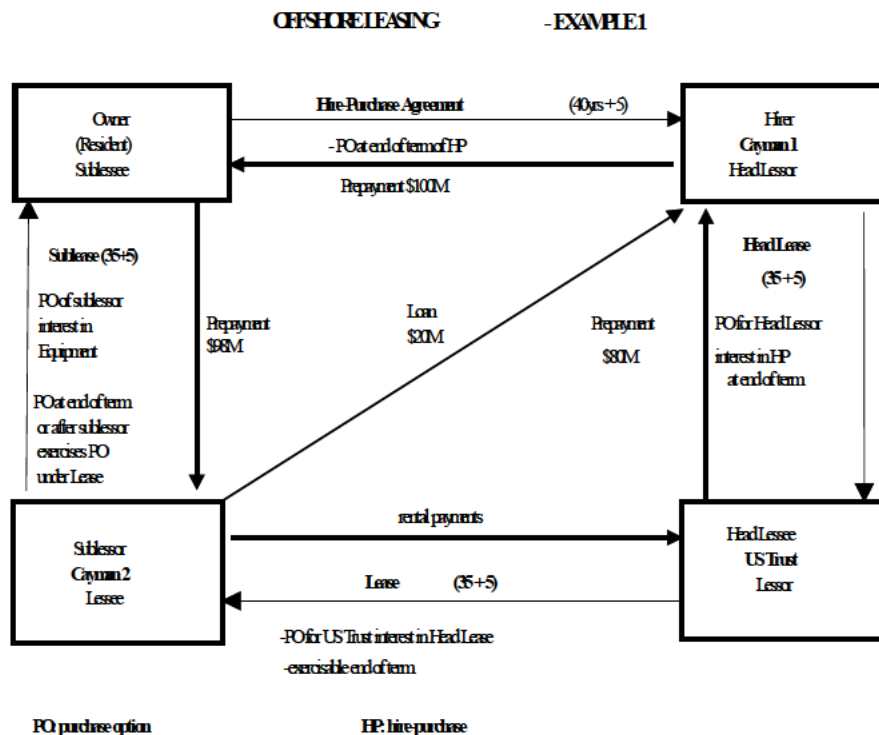 OFFSHORE LEASING - EXAMPLE 1
Owner
(Resident)
Sublessee
Hire-Purchase Agreement (40yrs + 5)
- PO at end of term of HP
Prepayment $100M
Hirer
Cayman 1
Head Lessor
Sublease (35+5)
PO of sublessor
interest in
Equipment
PO at end of term
or after sublessor
exercises PO
under Lease
Prepayment
$98M
Loan
$20M
Prepayment
$80M
Head Lease
(35 + 5)
PO for Head Lessor
interest in HP
at end of term
Sublessor
Cayman 2
Lessee
rental payments
Lease (35 + 5)
-PO for US Trust interest in Head Lease
-exercisable end of term
Head Lessee
US Trust
Lessor
PO: purchase option HP: hire-purchase